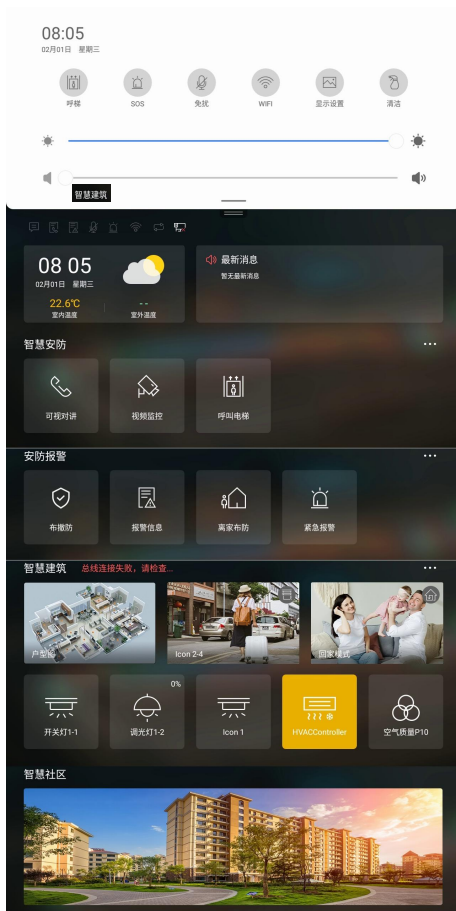 08:05
02月01日 星期三
呼梯 SOS 免扰 WIFI 显示设置 清洁
智慧建筑
08 05
02月01日 星期三
22.6℃ --
室内温度 室外温度
最新消息
暂无最新消息
智慧安防
可视对讲 视频监控 呼叫电梯
安防报警
布撤防 报警信息 离家布防 紧急报警
智慧建筑 总线连接失败，请检查...
户型图 Icon 2-4 回家模式
0%
开关灯1-1 调光灯1-2 Icon 1 HVACController 空气质量P10
智慧社区